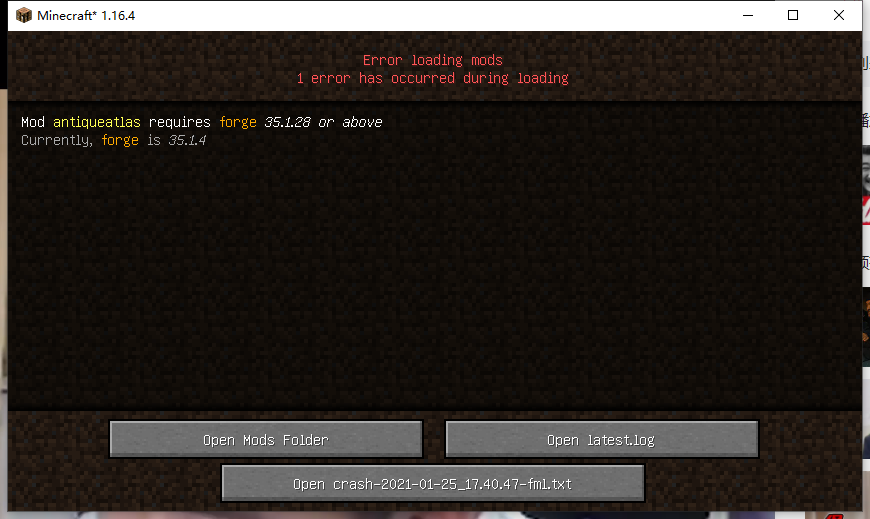 Minecraft* 1.16.4
Error loading mods
1 error has occurred during loading
Mod antiqueatlas requires forge 35.1.28 or above
Currently, forge is 35.1.4
Open Mods Folder
Open latest.log
Open crash-2021-01-25_17.40.47-fml.txt